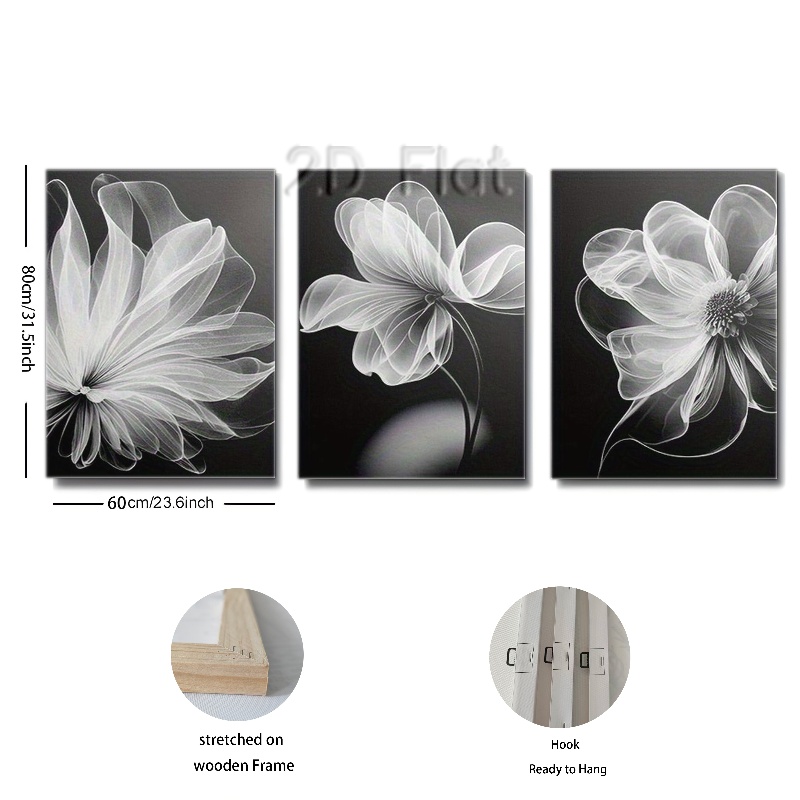 2D Flat
80cm/31.5inch
60cm/23.6inch
stretched on
wooden Frame
Hook
Ready to Hang